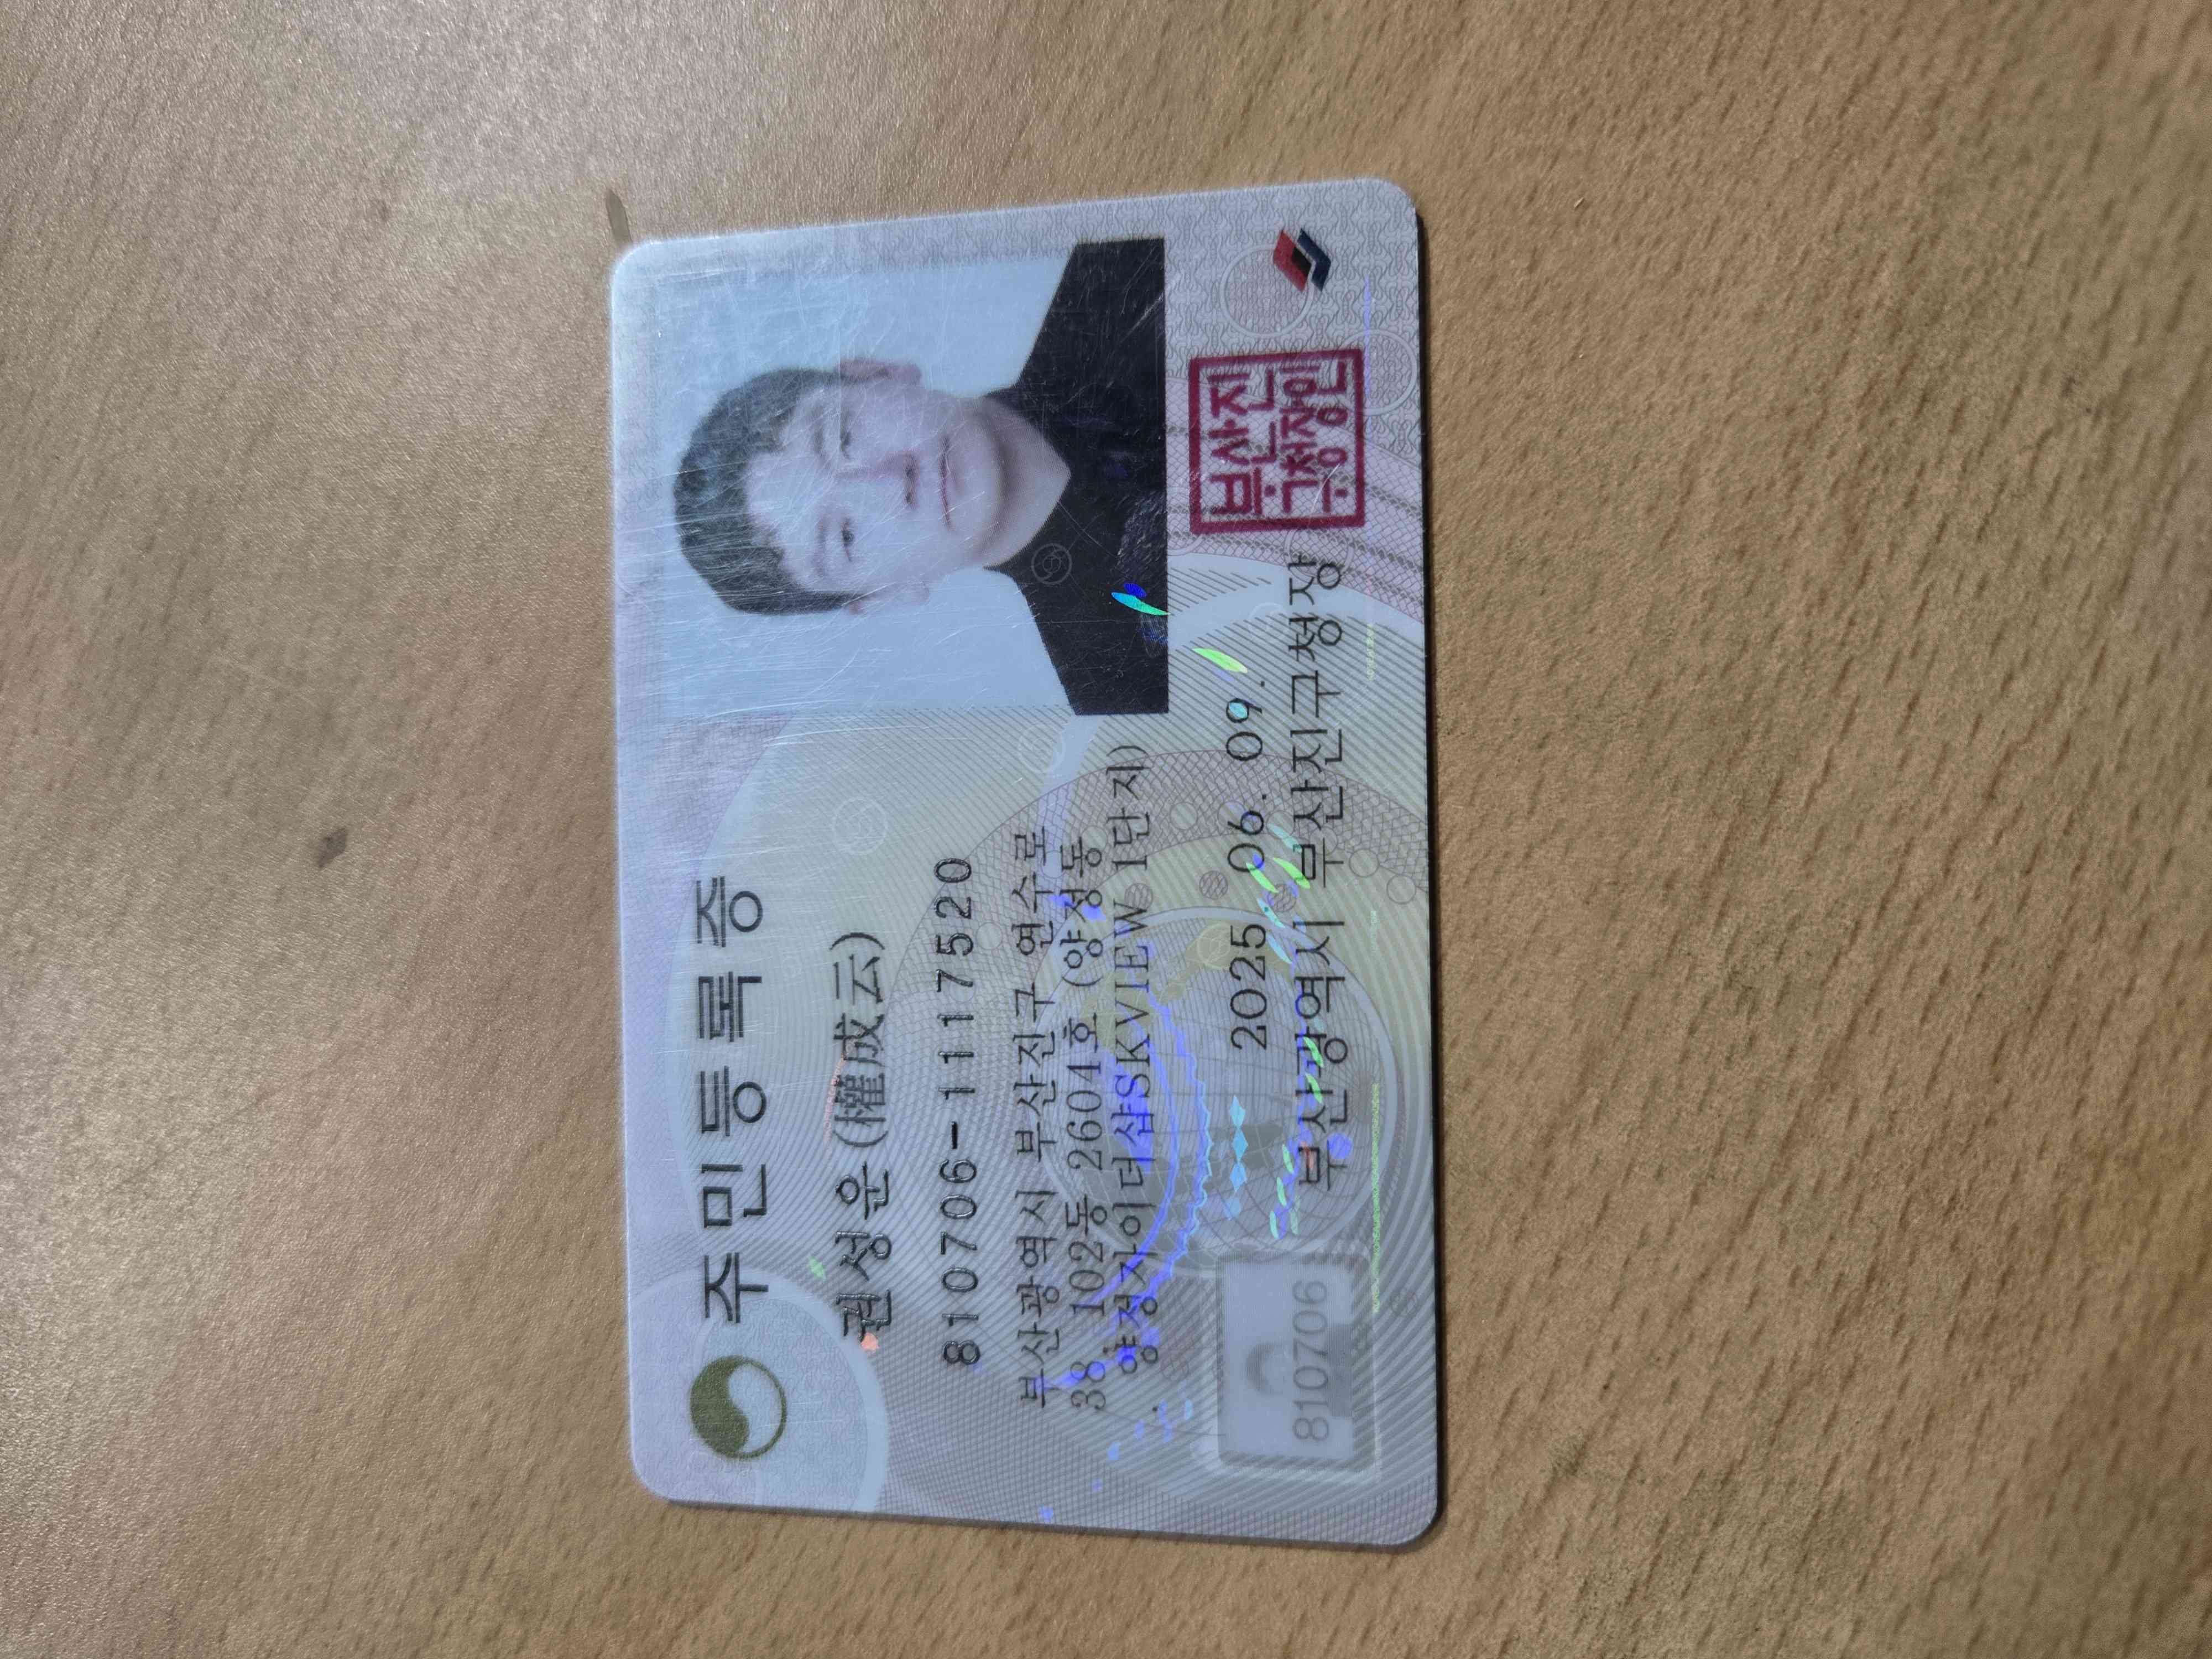 주민등록증
권성운(權成云)
810706-1117520
부산광역시 부산진구 연수로
38, 102동 2604호 (양정동
, 양정자이더샵SKVIEW 1단지)
2025. 06. 09.
부산광역시 부산진구청장
부산진
구청장인
810706